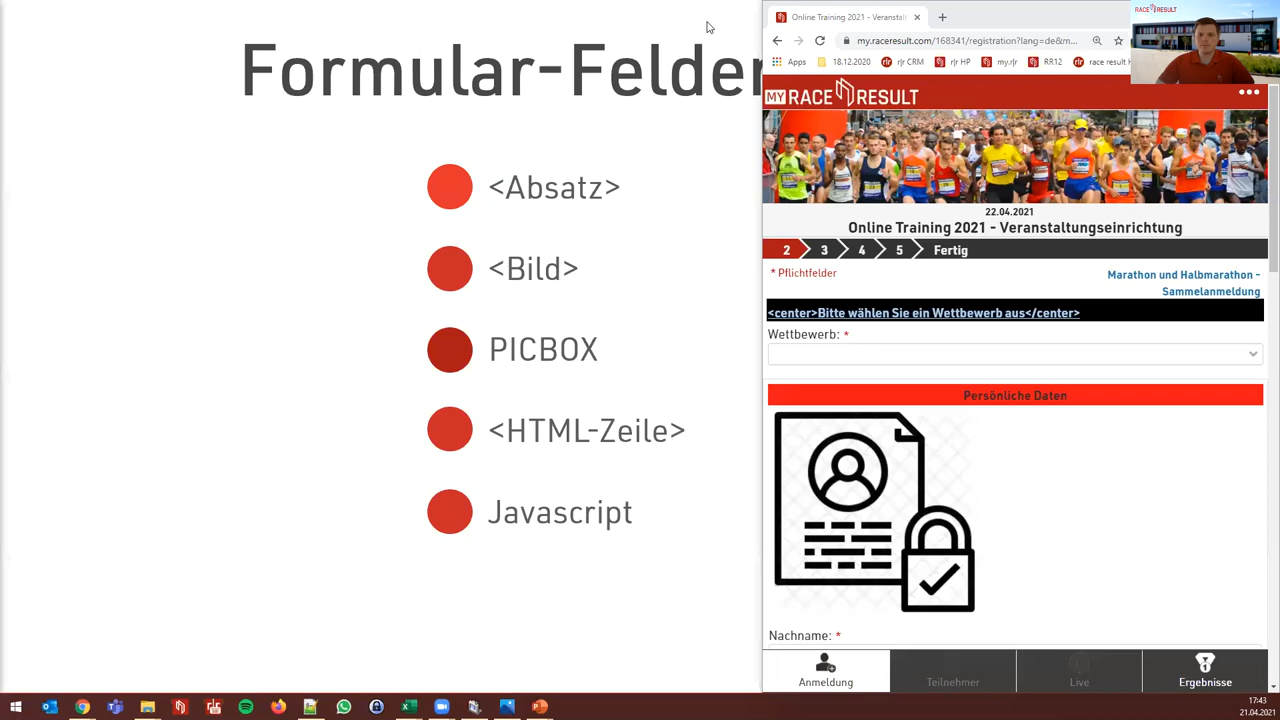 Formular-Felder
<Absatz>
<Bild>
PICBOX
<HTML-Zeile>
Javascript
Online Training 2021 - Veranstalt
my.raceresult.com/168341/registration?lang=de&m...
Apps
18.12.2020
r|r CRM
r|r HP
my.r|r
RR12
race result H
RACE RESULT
MY RACE RESULT
22.04.2021
Online Training 2021 - Veranstaltungseinrichtung
2
3
4
5
Fertig
* Pflichtfelder
Marathon und Halbmarathon -
Sammelanmeldung
<center>Bitte wählen Sie ein Wettbewerb aus</center>
Wettbewerb: *
Persönliche Daten
Nachname: *
Anmeldung
Teilnehmer
Live
Ergebnisse
17:43
21.04.2021